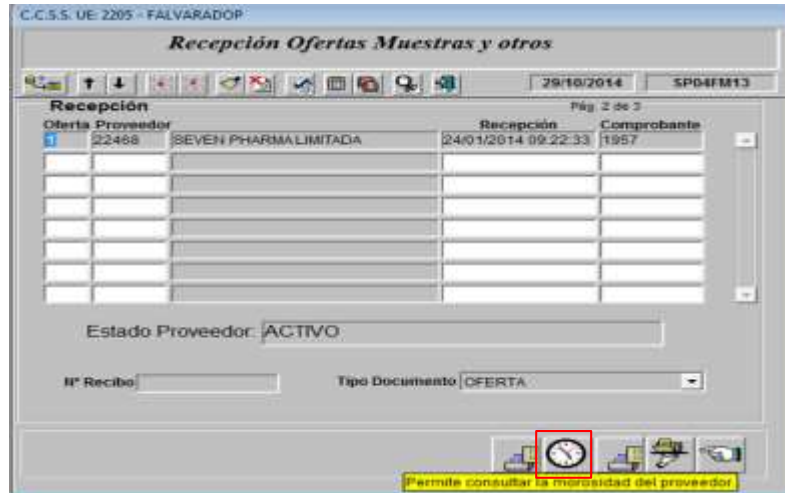 C.C.S.S. UE: 2205 - FALVARADOP
Recepción Ofertas Muestras y otros
29/10/2014 SP04FM13
Recepción Pág. 2 de 3
Oferta Proveedor Recepción Comprobante
1 22468 SEVEN PHARMA LIMITADA 24/01/2014 09:22:33 1957
Estado Proveedor: ACTIVO
Nº Recibo Tipo Documento OFERTA
Permite consultar la morosidad del proveedor